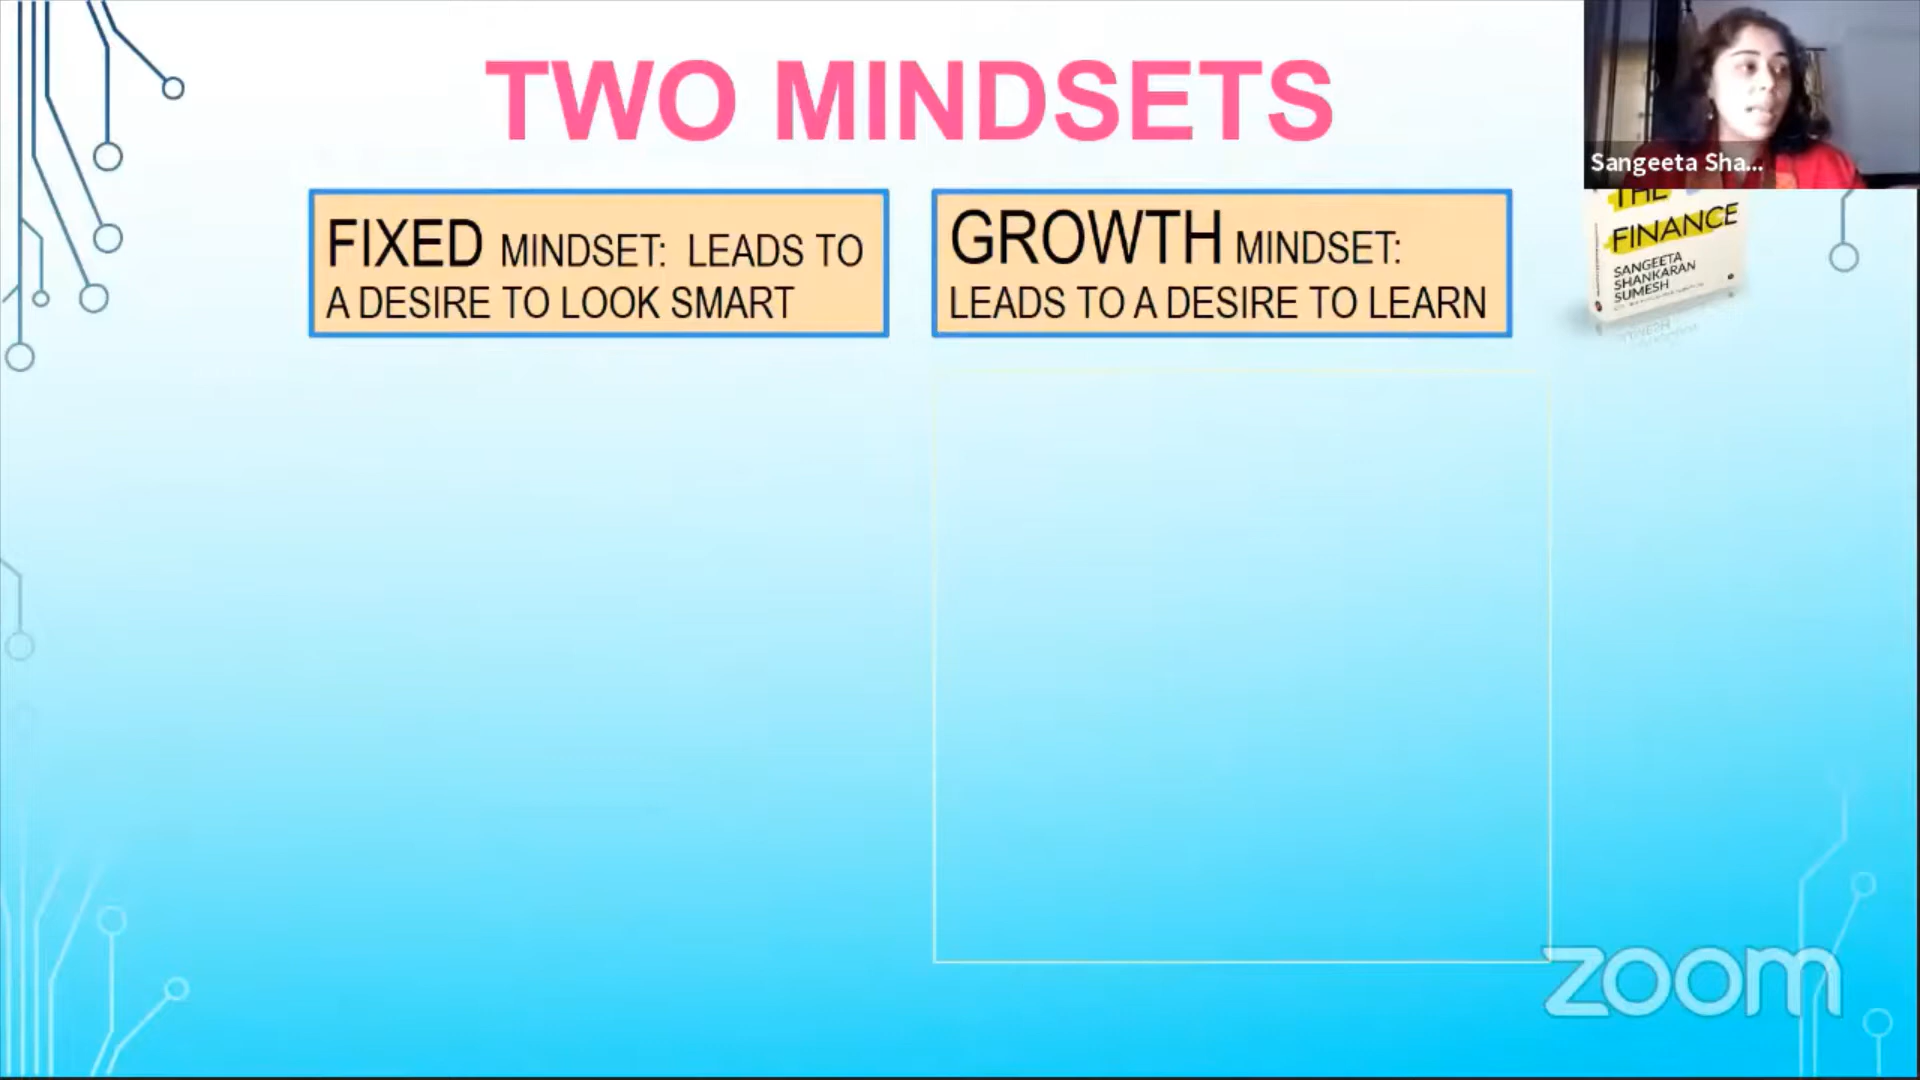 TWO MINDSETS
FIXED MINDSET: LEADS TO
A DESIRE TO LOOK SMART
GROWTH MINDSET:
LEADS TO A DESIRE TO LEARN
Sangeeta Sha...
THE
FINANCE
SANGEETA
SHANKARAN
SUMESH
zoom